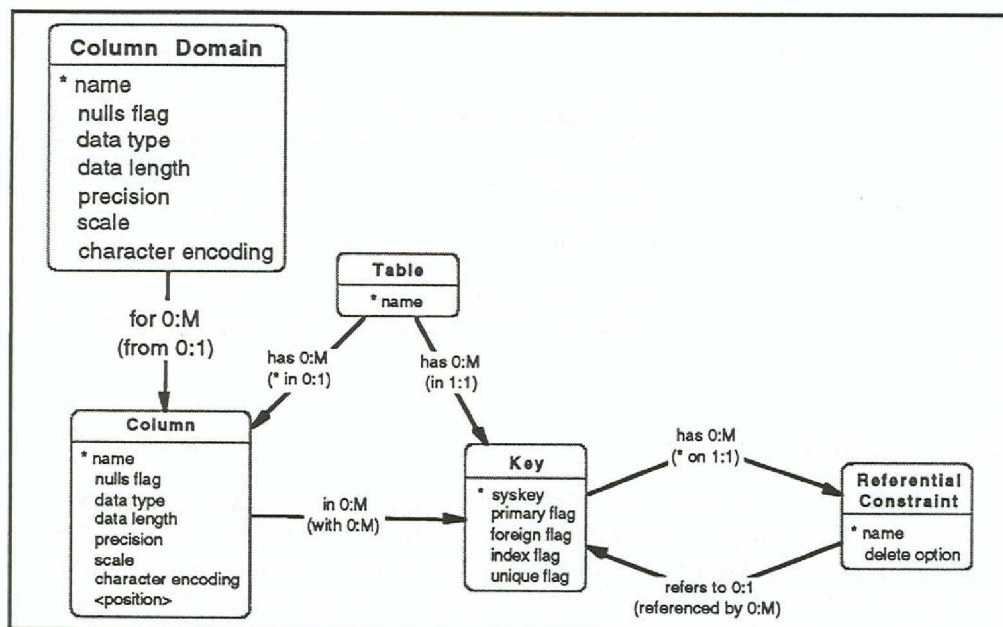 Column Domain
* name
nulls flag
data type
data length
precision
scale
character encoding
for 0:M
(from 0:1)
Table
* name
has 0:M
(* in 0:1)
has 0:M
(in 1:1)
Column
* name
nulls flag
data type
data length
precision
scale
character encoding
<position>
in 0:M
(with 0:M)
Key
* syskey
primary flag
foreign flag
index flag
unique flag
has 0:M
(* on 1:1)
Referential
Constraint
* name
delete option
refers to 0:1
(referenced by 0:M)